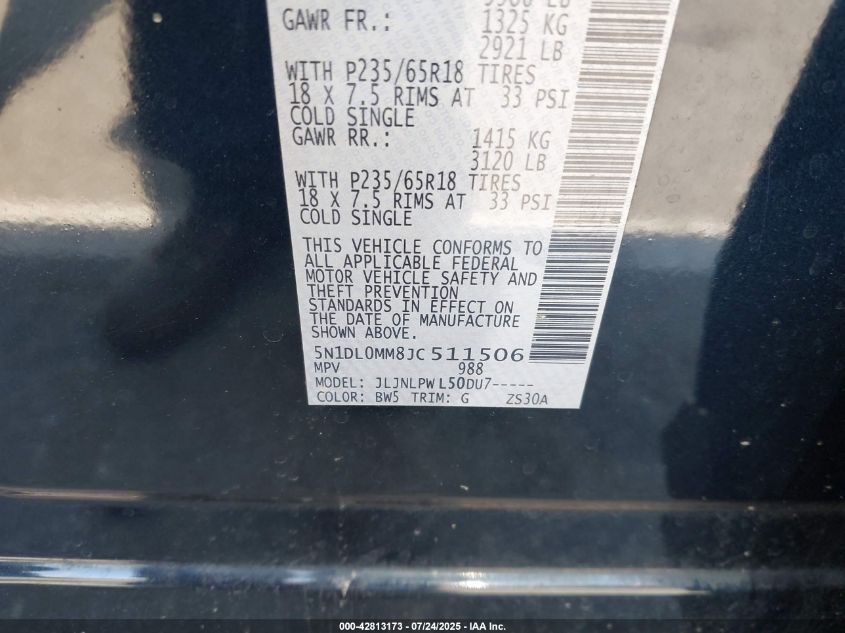 GAWR FR.: 1325 KG
2921 LB
WITH P235/65R18 TIRES
18 X 7.5 RIMS AT 33 PSI
COLD SINGLE
GAWR RR.: 1415 KG
3120 LB
WITH P235/65R18 TIRES
18 X 7.5 RIMS AT 33 PSI
COLD SINGLE
THIS VEHICLE CONFORMS TO
ALL APPLICABLE FEDERAL
MOTOR VEHICLE SAFETY AND
THEFT PREVENTION
STANDARDS IN EFFECT ON
THE DATE OF MANUFACTURE
SHOWN ABOVE.
5N1DL0MM8JC511506
MPV 988
MODEL: JLJNLPWL50DU7-----
COLOR: BW5 TRIM: G ZS30A
000-42813173 - 07/24/2025 - IAA Inc.